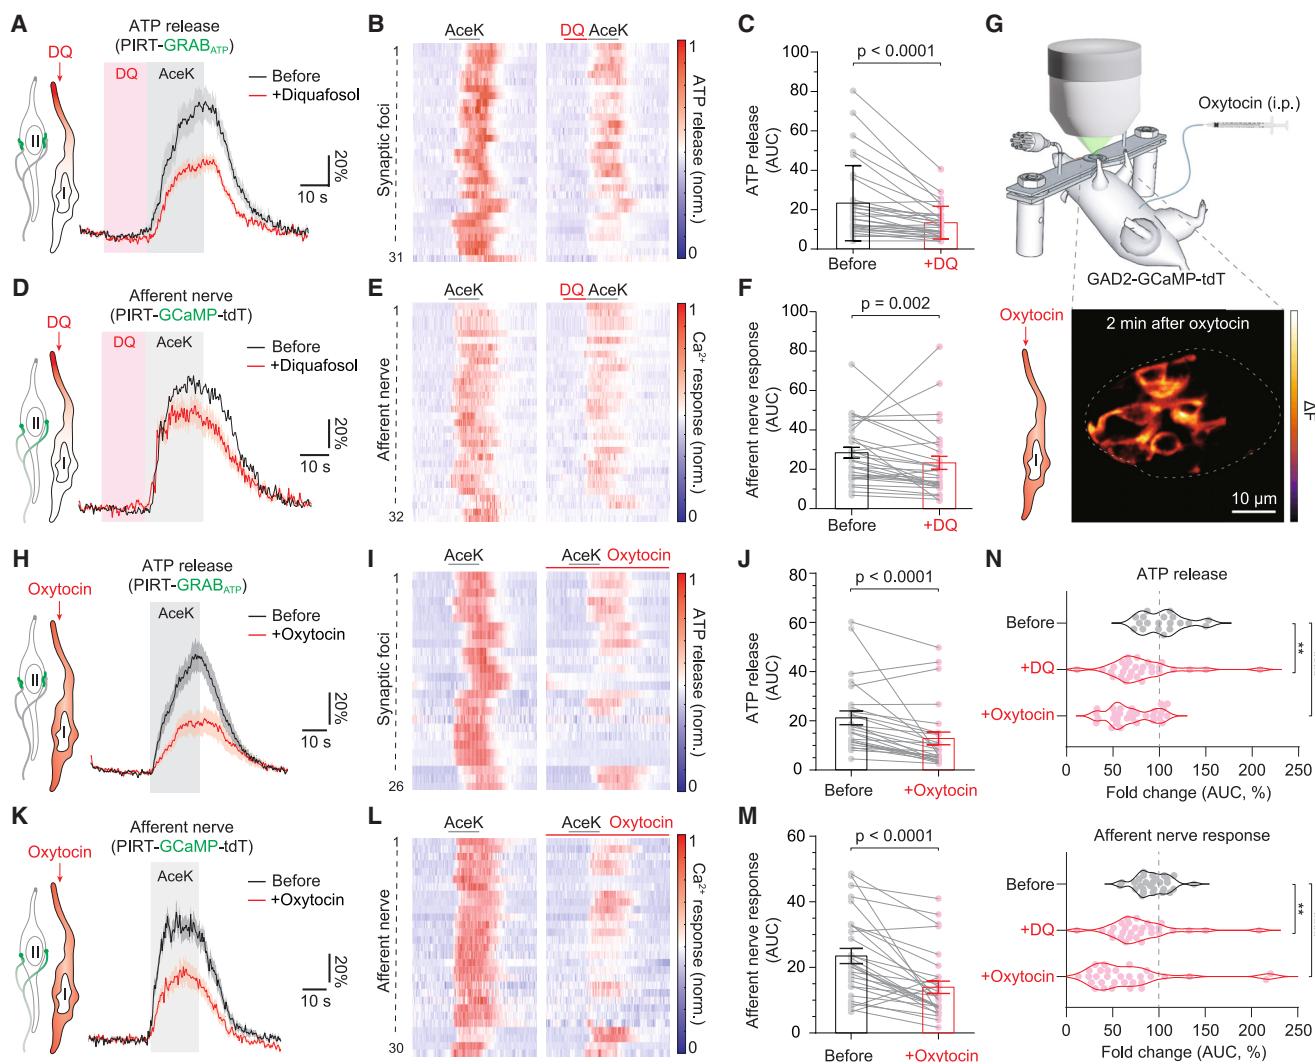 A
ATP release
(PIRT-GRABATP)
DQ
DQ
AceK
Before
+Diquafosol
II
I
20%
10 s
B
AceK
DQ
AceK
1
Synaptic foci
31
1
ATP release (norm.)
0
C
p < 0.0001
ATP release
(AUC)
100
80
60
40
20
0
Before
+DQ
G
Oxytocin (i.p.)
GAD2-GCaMP-tdT
Oxytocin
2 min after oxytocin
I
10 µm
ΔF
D
Afferent nerve
(PIRT-GCaMP-tdT)
DQ
DQ
AceK
Before
+Diquafosol
II
I
20%
10 s
E
AceK
DQ
AceK
1
Afferent nerve
32
1
Ca2+ response (norm.)
0
F
p = 0.002
Afferent nerve response
(AUC)
100
80
60
40
20
0
Before
+DQ
H
ATP release
(PIRT-GRABATP)
Oxytocin
AceK
Before
+Oxytocin
II
I
20%
10 s
I
AceK
AceK
Oxytocin
1
Synaptic foci
26
1
ATP release (norm.)
0
J
p < 0.0001
ATP release
(AUC)
80
60
40
20
0
Before
+Oxytocin
N
ATP release
Before
+DQ
+Oxytocin
**
0 50 100 150 200 250
Fold change (AUC, %)
K
Afferent nerve
(PIRT-GCaMP-tdT)
Oxytocin
AceK
Before
+Oxytocin
II
I
20%
10 s
L
AceK
AceK
Oxytocin
1
Afferent nerve
30
1
Ca2+ response (norm.)
0
M
p < 0.0001
Afferent nerve response
(AUC)
60
50
40
30
20
10
0
Before
+Oxytocin
Afferent nerve response
Before
+DQ
+Oxytocin
**
0 50 100 150 200 250
Fold change (AUC, %)